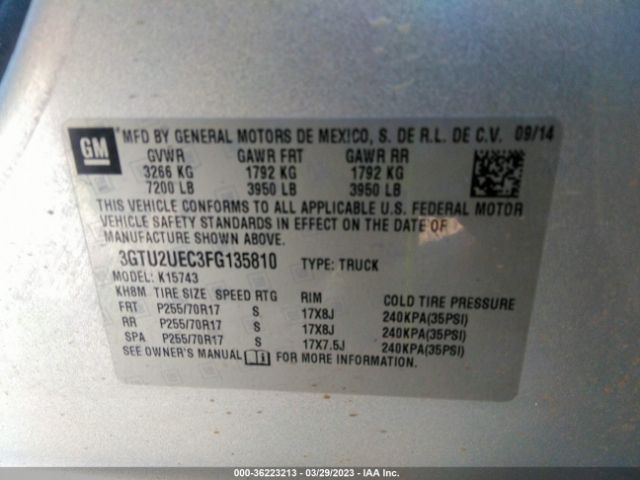 GM
*MFD BY GENERAL MOTORS DE MEXICO, S. DE R.L. DE C.V. 09/14
GVWR GAWR FRT GAWR RR
3266 KG 1792 KG 1792 KG
7200 LB 3950 LB 3950 LB
THIS VEHICLE CONFORMS TO ALL APPLICABLE U.S. FEDERAL MOTOR
VEHICLE SAFETY STANDARDS IN EFFECT ON THE DATE OF
MANUFACTURE SHOWN ABOVE.
3GTU2UEC3FG135810 TYPE: TRUCK
MODEL: K15743
KH8M TIRE SIZE SPEED RTG RIM COLD TIRE PRESSURE
FRT P255/70R17 S 17X8J 240KPA(35PSI)
RR P255/70R17 S 17X8J 240KPA(35PSI)
SPA P255/70R17 S 17X7.5J 240KPA(35PSI)
SEE OWNER'S MANUAL FOR MORE INFORMATION.
000-36223213 — 03/29/2023 — IAA Inc.